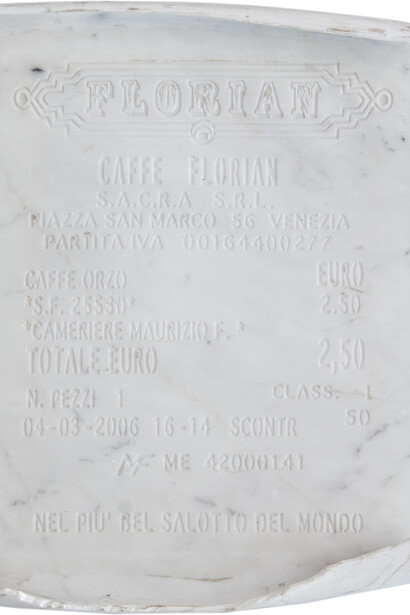 FLORIAN
CAFFE FLORIAN
S.A.C.R.A S.R.L.
PIAZZA SAN MARCO 56 VENEZIA
PARTITA IVA 00164400277
EURO
CAFFE ORZO 2.50
*S.F. 25530*
*CAMERIERE MAURIZIO F. *
TOTALE.EURO 2,50
N. PEZZI 1 CLASS. 1
04-03-2006 16-14 SCONTR 50
MF ME 42000141
NEL PIU' BEL SALOTTO DEL MONDO